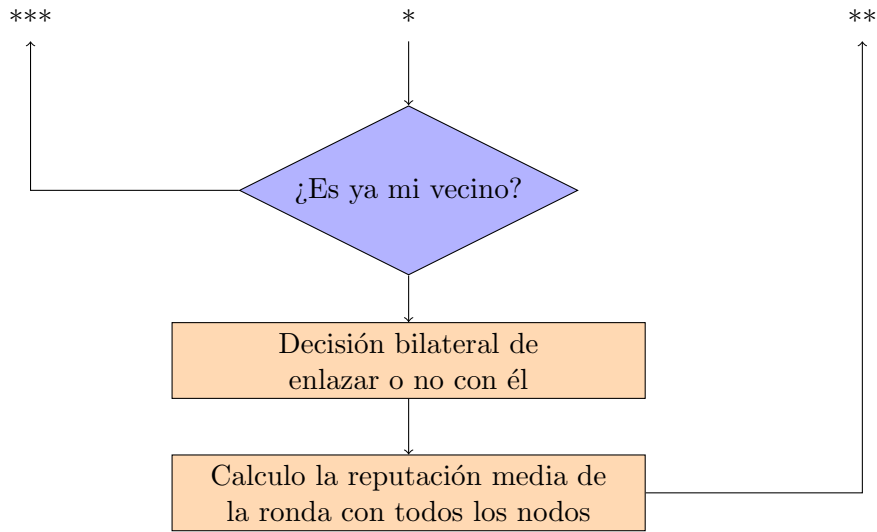 ***
*
**
¿Es ya mi vecino?
Decisión bilateral de
enlazar o no con él
Calculo la reputación media de
la ronda con todos los nodos